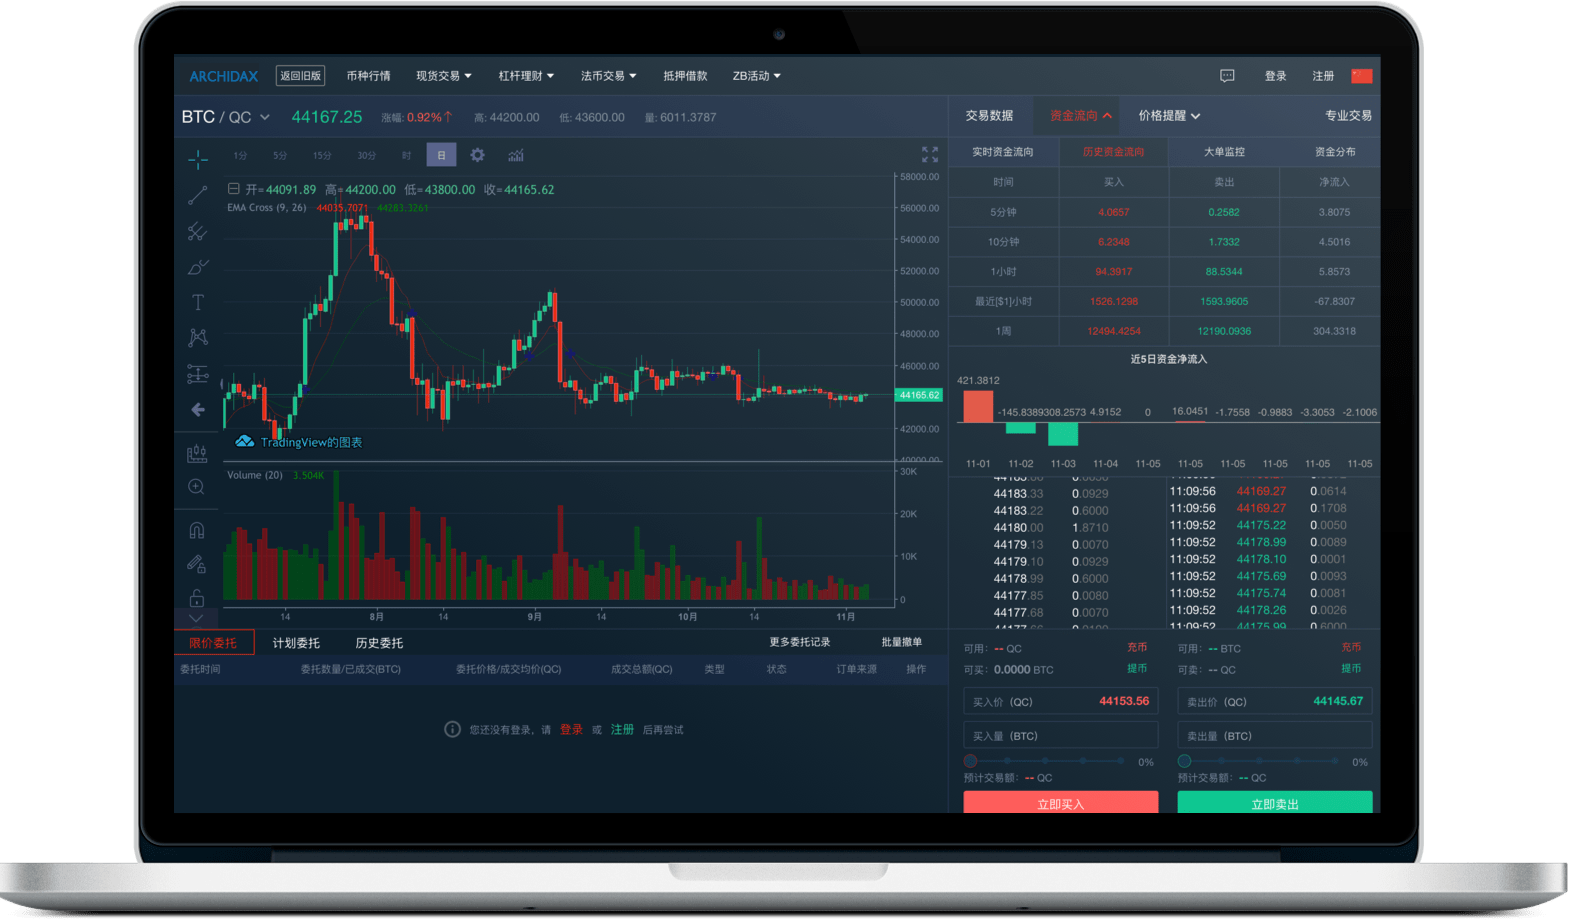 ARCHIDAX 返回旧版 币种行情 现货交易 杠杆理财 法币交易 抵押借款 ZB活动 登录 注册
BTC / QC 44167.25 涨幅: 0.92%↑ 高: 44200.00 低: 43600.00 量: 6011.3787
1分 5分 15分 30分 时 日
开=44091.89 高=44200.00 低=43800.00 收=44165.62
EMA Cross (9, 26) 44035.7071 44283.3261
58000.00
56000.00
54000.00
52000.00
50000.00
48000.00
46000.00
44165.62
42000.00
40000.00
TradingView的图表
Volume (20) 3.504K
30K
20K
10K
0
14 8月 14 9月 14 10月 14 11月
交易数据 资金流向 价格提醒 专业交易
实时资金流向 历史资金流向 大单监控 资金分布
时间 买入 卖出 净流入
5分钟 4.0657 0.2582 3.8075
10分钟 6.2348 1.7332 4.5016
1小时 94.3917 88.5344 5.8573
最近[$1]小时 1526.1298 1593.9605 -67.8307
1周 12494.4254 12190.0936 304.3318
近5日资金净流入
421.3812
-145.8389308.2573 4.9152 0 16.0451 -1.7558 -0.9883 -3.3053 -2.1006
11-01 11-02 11-03 11-04 11-05 11-05 11-05 11-05 11-05 11-05
44183.33 0.0929
44183.22 0.6000
44180.00 1.8710
44179.13 0.0070
44179.10 0.0929
44178.99 0.6000
44177.85 0.0080
44177.68 0.0070
11:09:56 44169.27 0.0614
11:09:56 44169.27 0.1708
11:09:52 44175.22 0.0050
11:09:52 44178.99 0.0089
11:09:52 44178.10 0.0001
11:09:52 44175.69 0.0093
11:09:52 44175.74 0.0081
11:09:52 44178.26 0.0026
11:09:52 44175.99 0.6000
限价委托 计划委托 历史委托 更多委托记录 批量撤单
委托时间 委托数量/已成交(BTC) 委托价格/成交均价(QC) 成交总额(QC) 类型 状态 订单来源 操作
您还没有登录，请 登录 或 注册 后再尝试
可用: -- QC 充币
可买: 0.0000 BTC 提币
买入价 (QC) 44153.56
买入量 (BTC)
0%
预计交易额: -- QC
立即买入
可用: -- BTC 充币
可卖: -- QC 提币
卖出价 (QC) 44145.67
卖出量 (BTC)
0%
预计交易额: -- QC
立即卖出